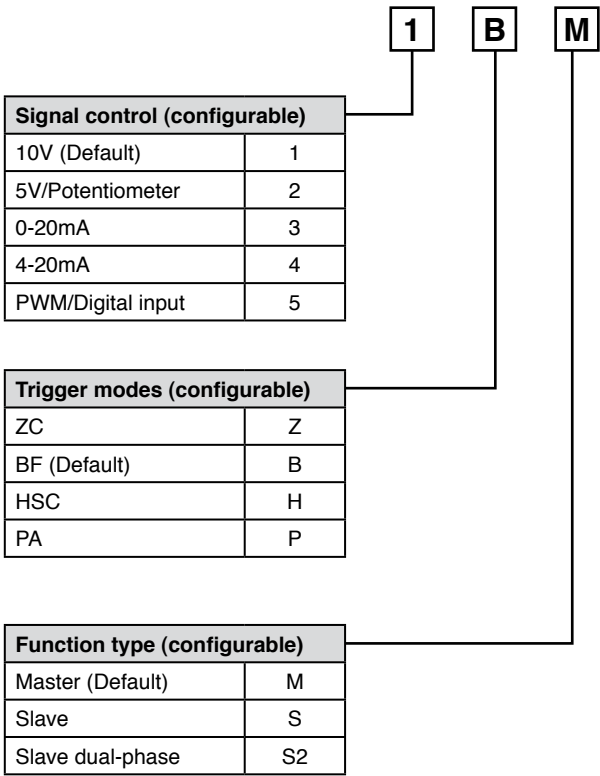 1 B M
Signal control (configurable)
10V (Default) 1
5V/Potentiometer 2
0-20mA 3
4-20mA 4
PWM/Digital input 5
Trigger modes (configurable)
ZC Z
BF (Default) B
HSC H
PA P
Function type (configurable)
Master (Default) M
Slave S
Slave dual-phase S2